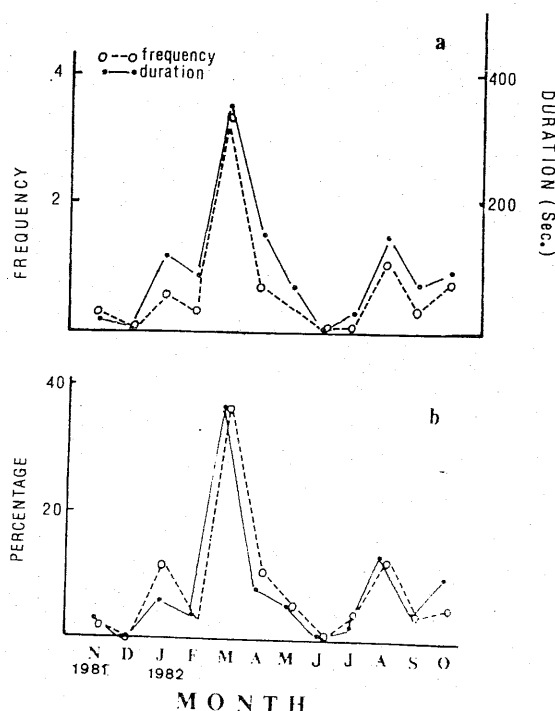 a
frequency
duration
4
2
FREQUENCY
400
200
DURATION (Sec.)
b
40
20
PERCENTAGE
N D J F M A M J J A S O
1981 1982
MONTH